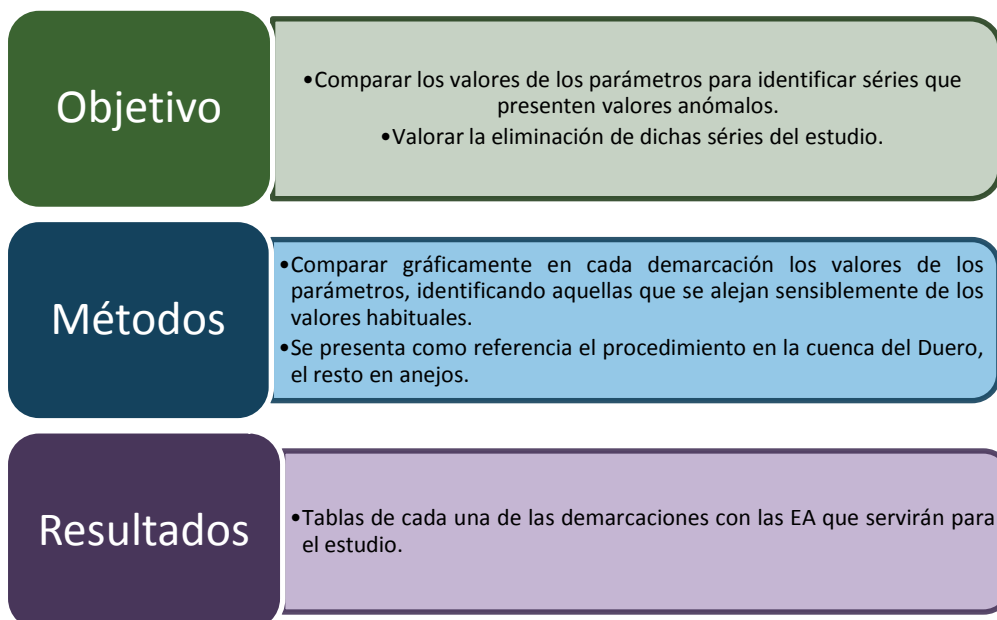 Objetivo
•Comparar los valores de los parámetros para identificar séries que
presenten valores anómalos.
•Valorar la eliminación de dichas séries del estudio.
Métodos
•Comparar gráficamente en cada demarcación los valores de los
parámetros, identificando aquellas que se alejan sensiblemente de los
valores habituales.
•Se presenta como referencia el procedimiento en la cuenca del Duero,
el resto en anejos.
Resultados
•Tablas de cada una de las demarcaciones con las EA que servirán para
el estudio.